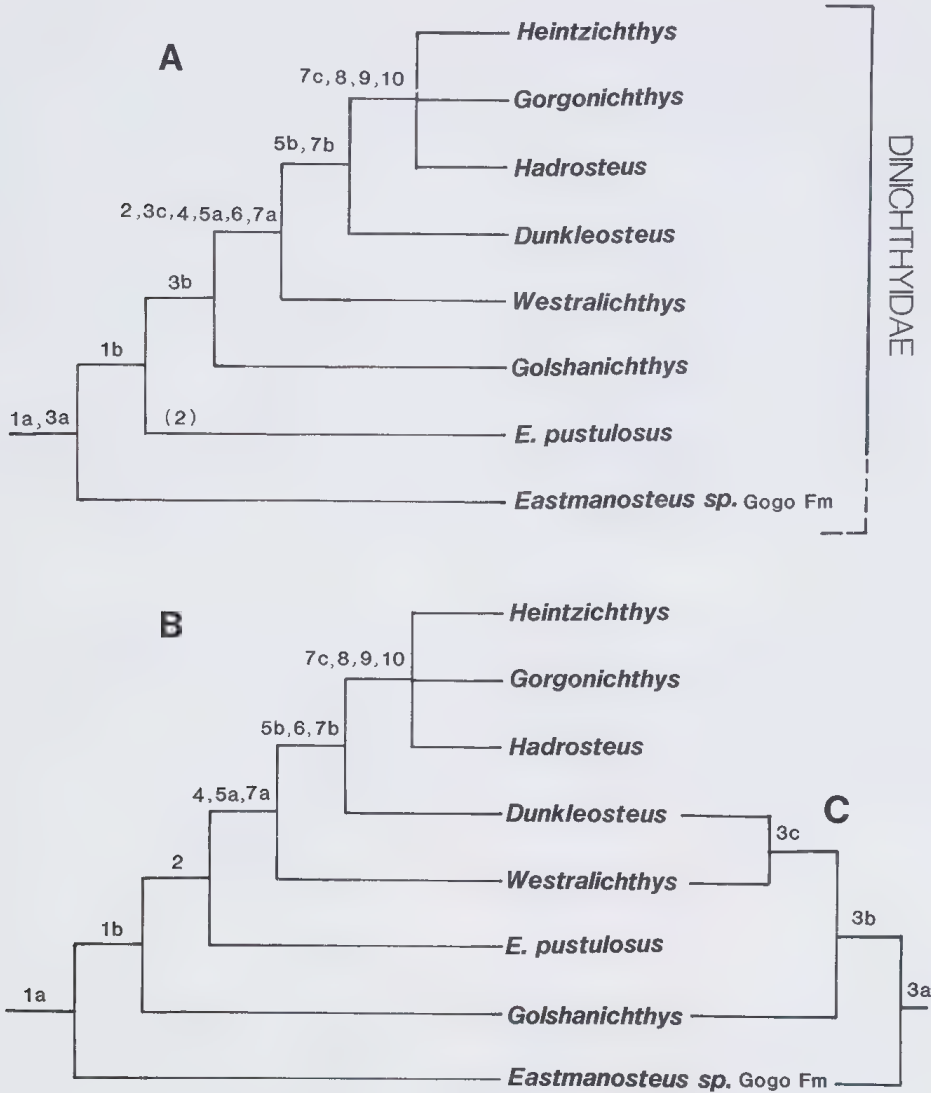 A
Heintzichthys
7c, 8, 9, 10
Gorgonichthys
5b, 7b
Hadrosteus
2, 3c, 4, 5a, 6, 7a
Dunkleosteus
3b
Westralichthys
1b
Golshanichthys
1a, 3a
(2)
E. pustulosus
Eastmanosteus sp. Gogo Fm
DINICHTHYIDAE
B
Heintzichthys
7c, 8, 9, 10
Gorgonichthys
5b, 6, 7b
Hadrosteus
4, 5a, 7a
Dunkleosteus
C
3c
2
Westralichthys
1b
E. pustulosus
3b
1a
Golshanichthys
3a
Eastmanosteus sp. Gogo Fm